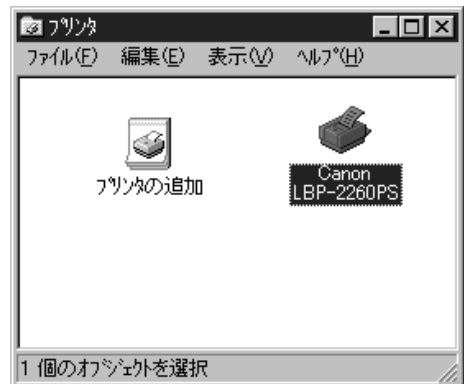 プリンタ
ファイル(F) 編集(E) 表示(V) ヘルプ(H)
プリンタの追加
Canon
LBP-2260PS
1 個のオブジェクトを選択